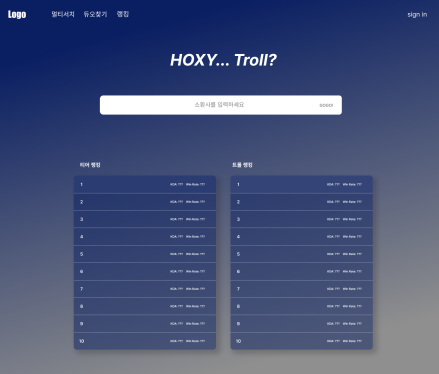 Logo 멀티서치 듀오찾기 랭킹 sign in
HOXY... Troll?
소환사를 입력하세요
티어 랭킹 트롤 랭킹
1 KDA: ??? Win Rate: ??? 1 KDA: ??? Win Rate: ???
2 KDA: ??? Win Rate: ??? 2 KDA: ??? Win Rate: ???
3 KDA: ??? Win Rate: ??? 3 KDA: ??? Win Rate: ???
4 KDA: ??? Win Rate: ??? 4 KDA: ??? Win Rate: ???
5 KDA: ??? Win Rate: ??? 5 KDA: ??? Win Rate: ???
6 KDA: ??? Win Rate: ??? 6 KDA: ??? Win Rate: ???
7 KDA: ??? Win Rate: ??? 7 KDA: ??? Win Rate: ???
8 KDA: ??? Win Rate: ??? 8 KDA: ??? Win Rate: ???
9 KDA: ??? Win Rate: ??? 9 KDA: ??? Win Rate: ???
10 KDA: ??? Win Rate: ??? 10 KDA: ??? Win Rate: ???